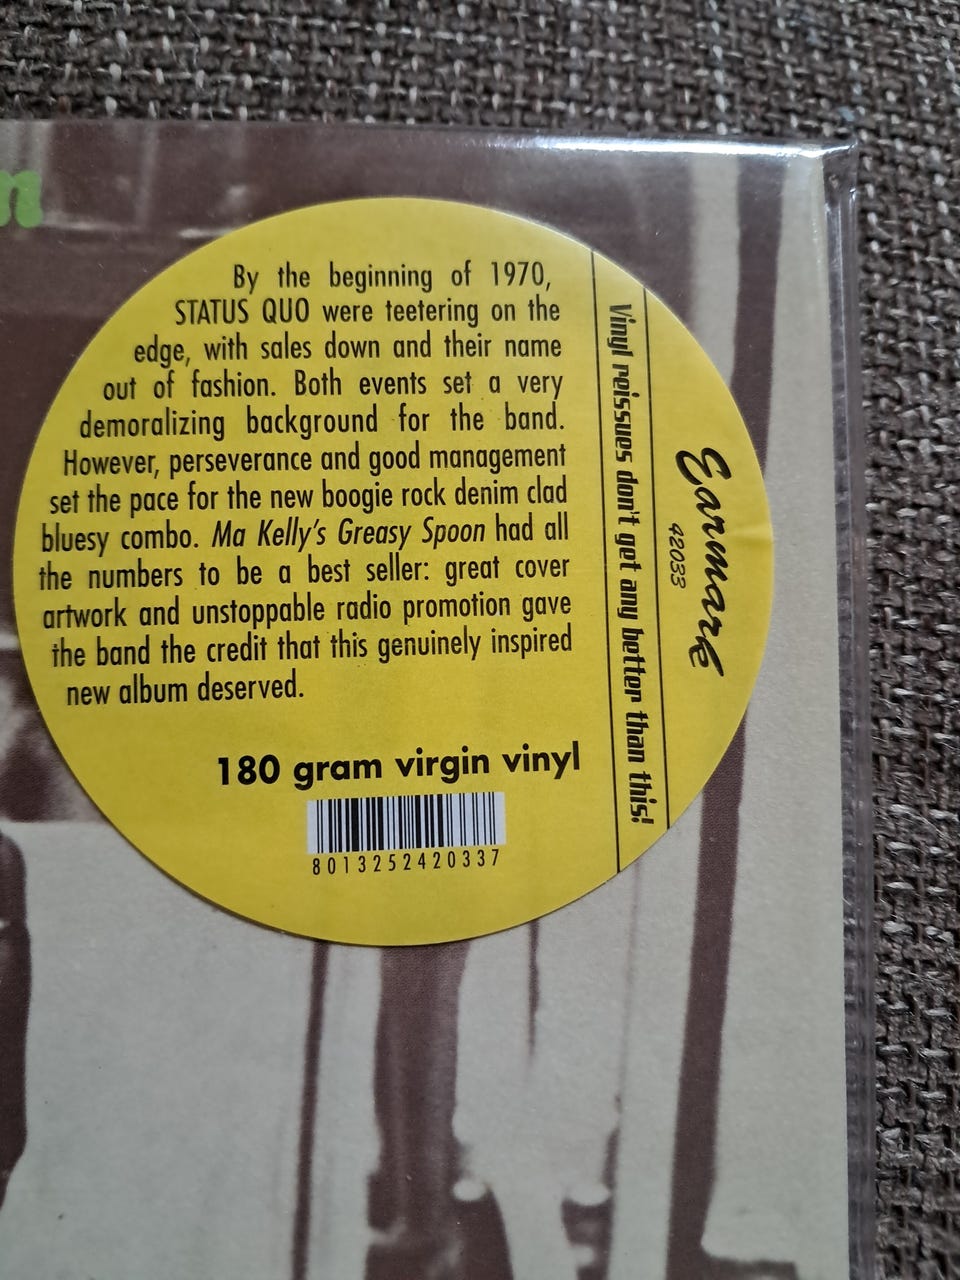 n
By the beginning of 1970,
STATUS QUO were teetering on the
edge, with sales down and their name
out of fashion. Both events set a very
demoralizing background for the band.
However, perseverance and good management
set the pace for the new boogie rock denim clad
bluesy combo. Ma Kelly's Greasy Spoon had all
the numbers to be a best seller: great cover
artwork and unstoppable radio promotion gave
the band the credit that this genuinely inspired
new album deserved.
180 gram virgin vinyl
8013252420337
Vinyl reissues don't get any better than this!
Earmark
42033